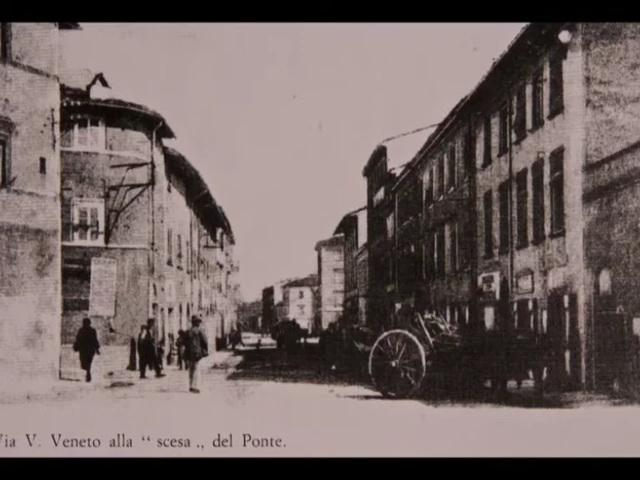 Via V. Veneto alla “ scesa ., del Ponte.